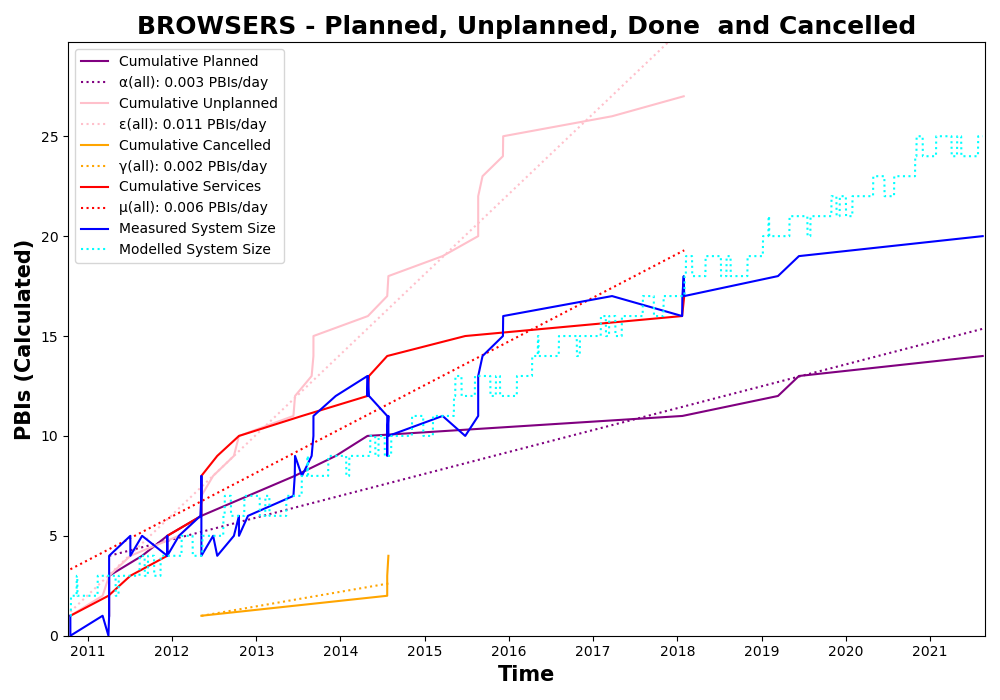 BROWSERS - Planned, Unplanned, Done  and Cancelled
Cumulative Planned
α(all): 0.003 PBIs/day
Cumulative Unplanned
ε(all): 0.011 PBIs/day
Cumulative Cancelled
γ(all): 0.002 PBIs/day
Cumulative Services
μ(all): 0.006 PBIs/day
Measured System Size
Modelled System Size
PBIs (Calculated)
25
20
15
10
5
0
2011 2012 2013 2014 2015 2016 2017 2018 2019 2020 2021
Time